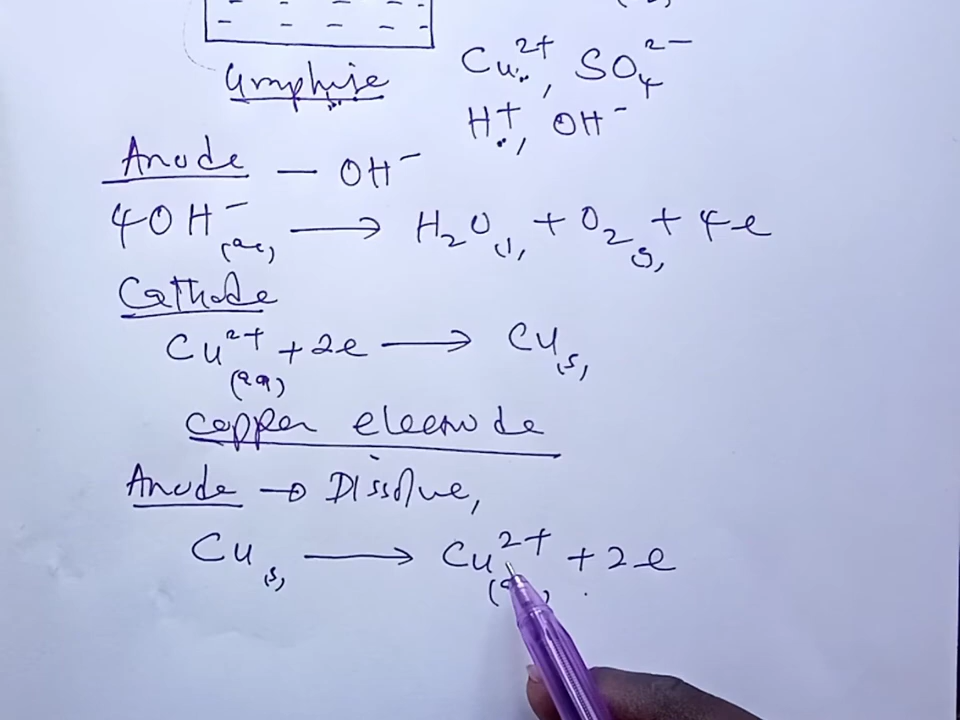 Graphite
Cu²⁺, SO₄²⁻
H⁺, OH⁻
Anode — OH⁻
4OH⁻(aq) ⟶ H₂O(l) + O₂(g) + 4e
Cathode
Cu²⁺(aq) + 2e ⟶ Cu(s)
Copper electrode
Anode → Dissolve,
Cu(s) ⟶ Cu²⁺(aq) + 2e